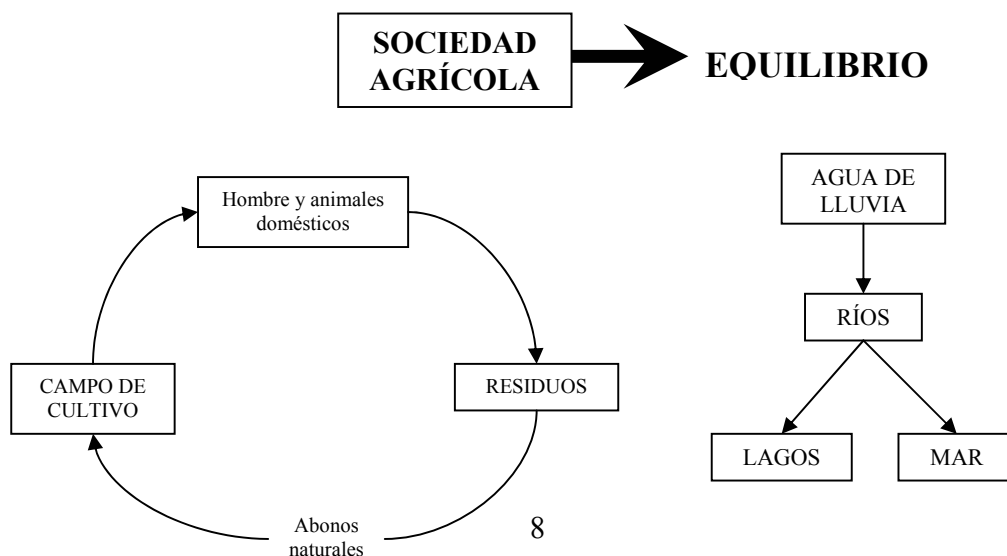 SOCIEDAD
AGRÍCOLA
EQUILIBRIO
Hombre y animales
domésticos
AGUA DE
LLUVIA
RÍOS
CAMPO DE
CULTIVO
RESIDUOS
LAGOS
MAR
Abonos
naturales
8